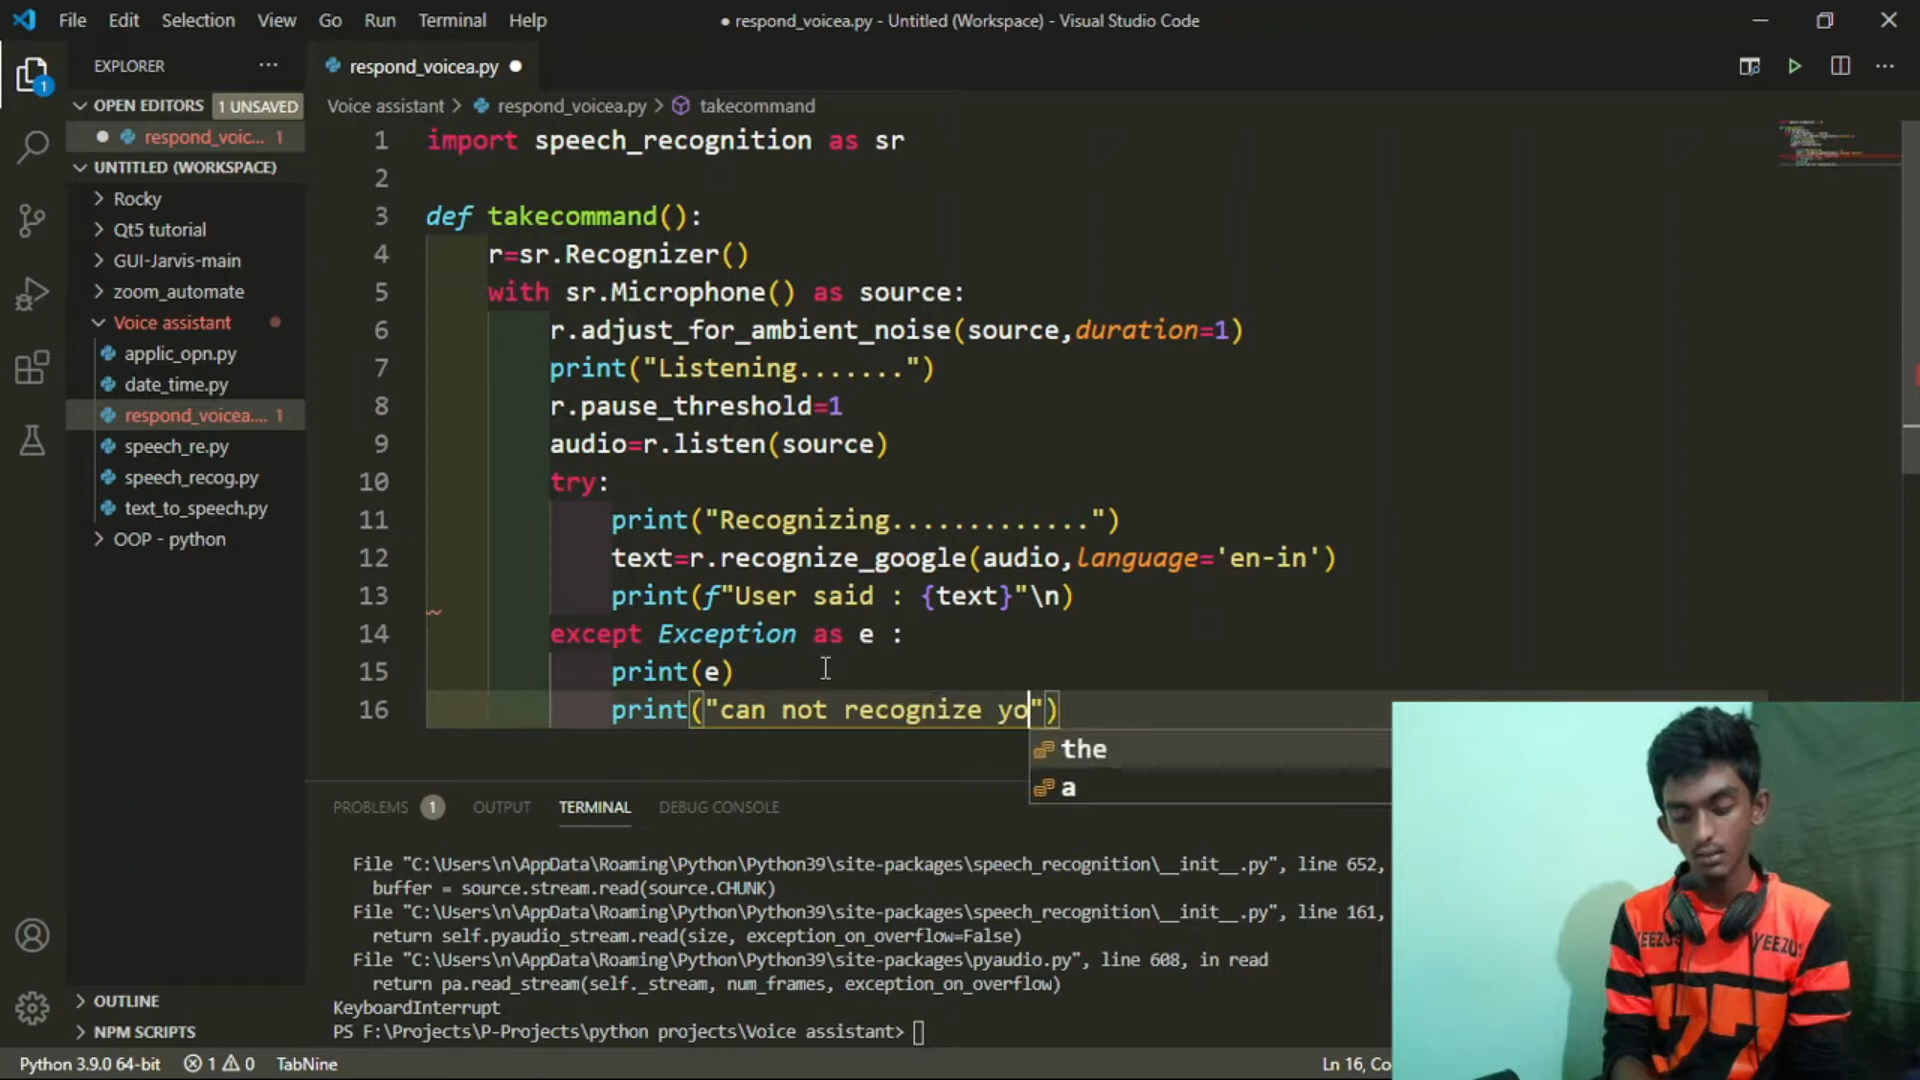 File Edit Selection View Go Run Terminal Help
● respond_voicea.py - Untitled (Workspace) - Visual Studio Code
EXPLORER ···
OPEN EDITORS 1 UNSAVED
respond_voic... 1
UNTITLED (WORKSPACE)
Rocky
Qt5 tutorial
GUI-Jarvis-main
zoom_automate
Voice assistant
applic_opn.py
date_time.py
respond_voicea.... 1
speech_re.py
speech_recog.py
text_to_speech.py
OOP - python
OUTLINE
NPM SCRIPTS
1
respond_voicea.py ●
Voice assistant > respond_voicea.py > takecommand
1 import speech_recognition as sr
2
3 def takecommand():
4 r=sr.Recognizer()
5 with sr.Microphone() as source:
6 r.adjust_for_ambient_noise(source,duration=1)
7 print("Listening.......")
8 r.pause_threshold=1
9 audio=r.listen(source)
10 try:
11 print("Recognizing.............")
12 text=r.recognize_google(audio,language='en-in')
13 print(f"User said : {text}"\n)
14 except Exception as e :
15 print(e)
16 print("can not recognize yo")
the
a
PROBLEMS 1 OUTPUT TERMINAL DEBUG CONSOLE
File "C:\Users\n\AppData\Roaming\Python\Python39\site-packages\speech_recognition\__init__.py", line 652,
buffer = source.stream.read(source.CHUNK)
File "C:\Users\n\AppData\Roaming\Python\Python39\site-packages\speech_recognition\__init__.py", line 161,
return self.pyaudio_stream.read(size, exception_on_overflow=False)
File "C:\Users\n\AppData\Roaming\Python\Python39\site-packages\pyaudio.py", line 608, in read
return pa.read_stream(self._stream, num_frames, exception_on_overflow)
KeyboardInterrupt
PS F:\Projects\P-Projects\python projects\Voice assistant>
YEEZUS YEEZUS
Python 3.9.0 64-bit 1 0 TabNine Ln 16, Co